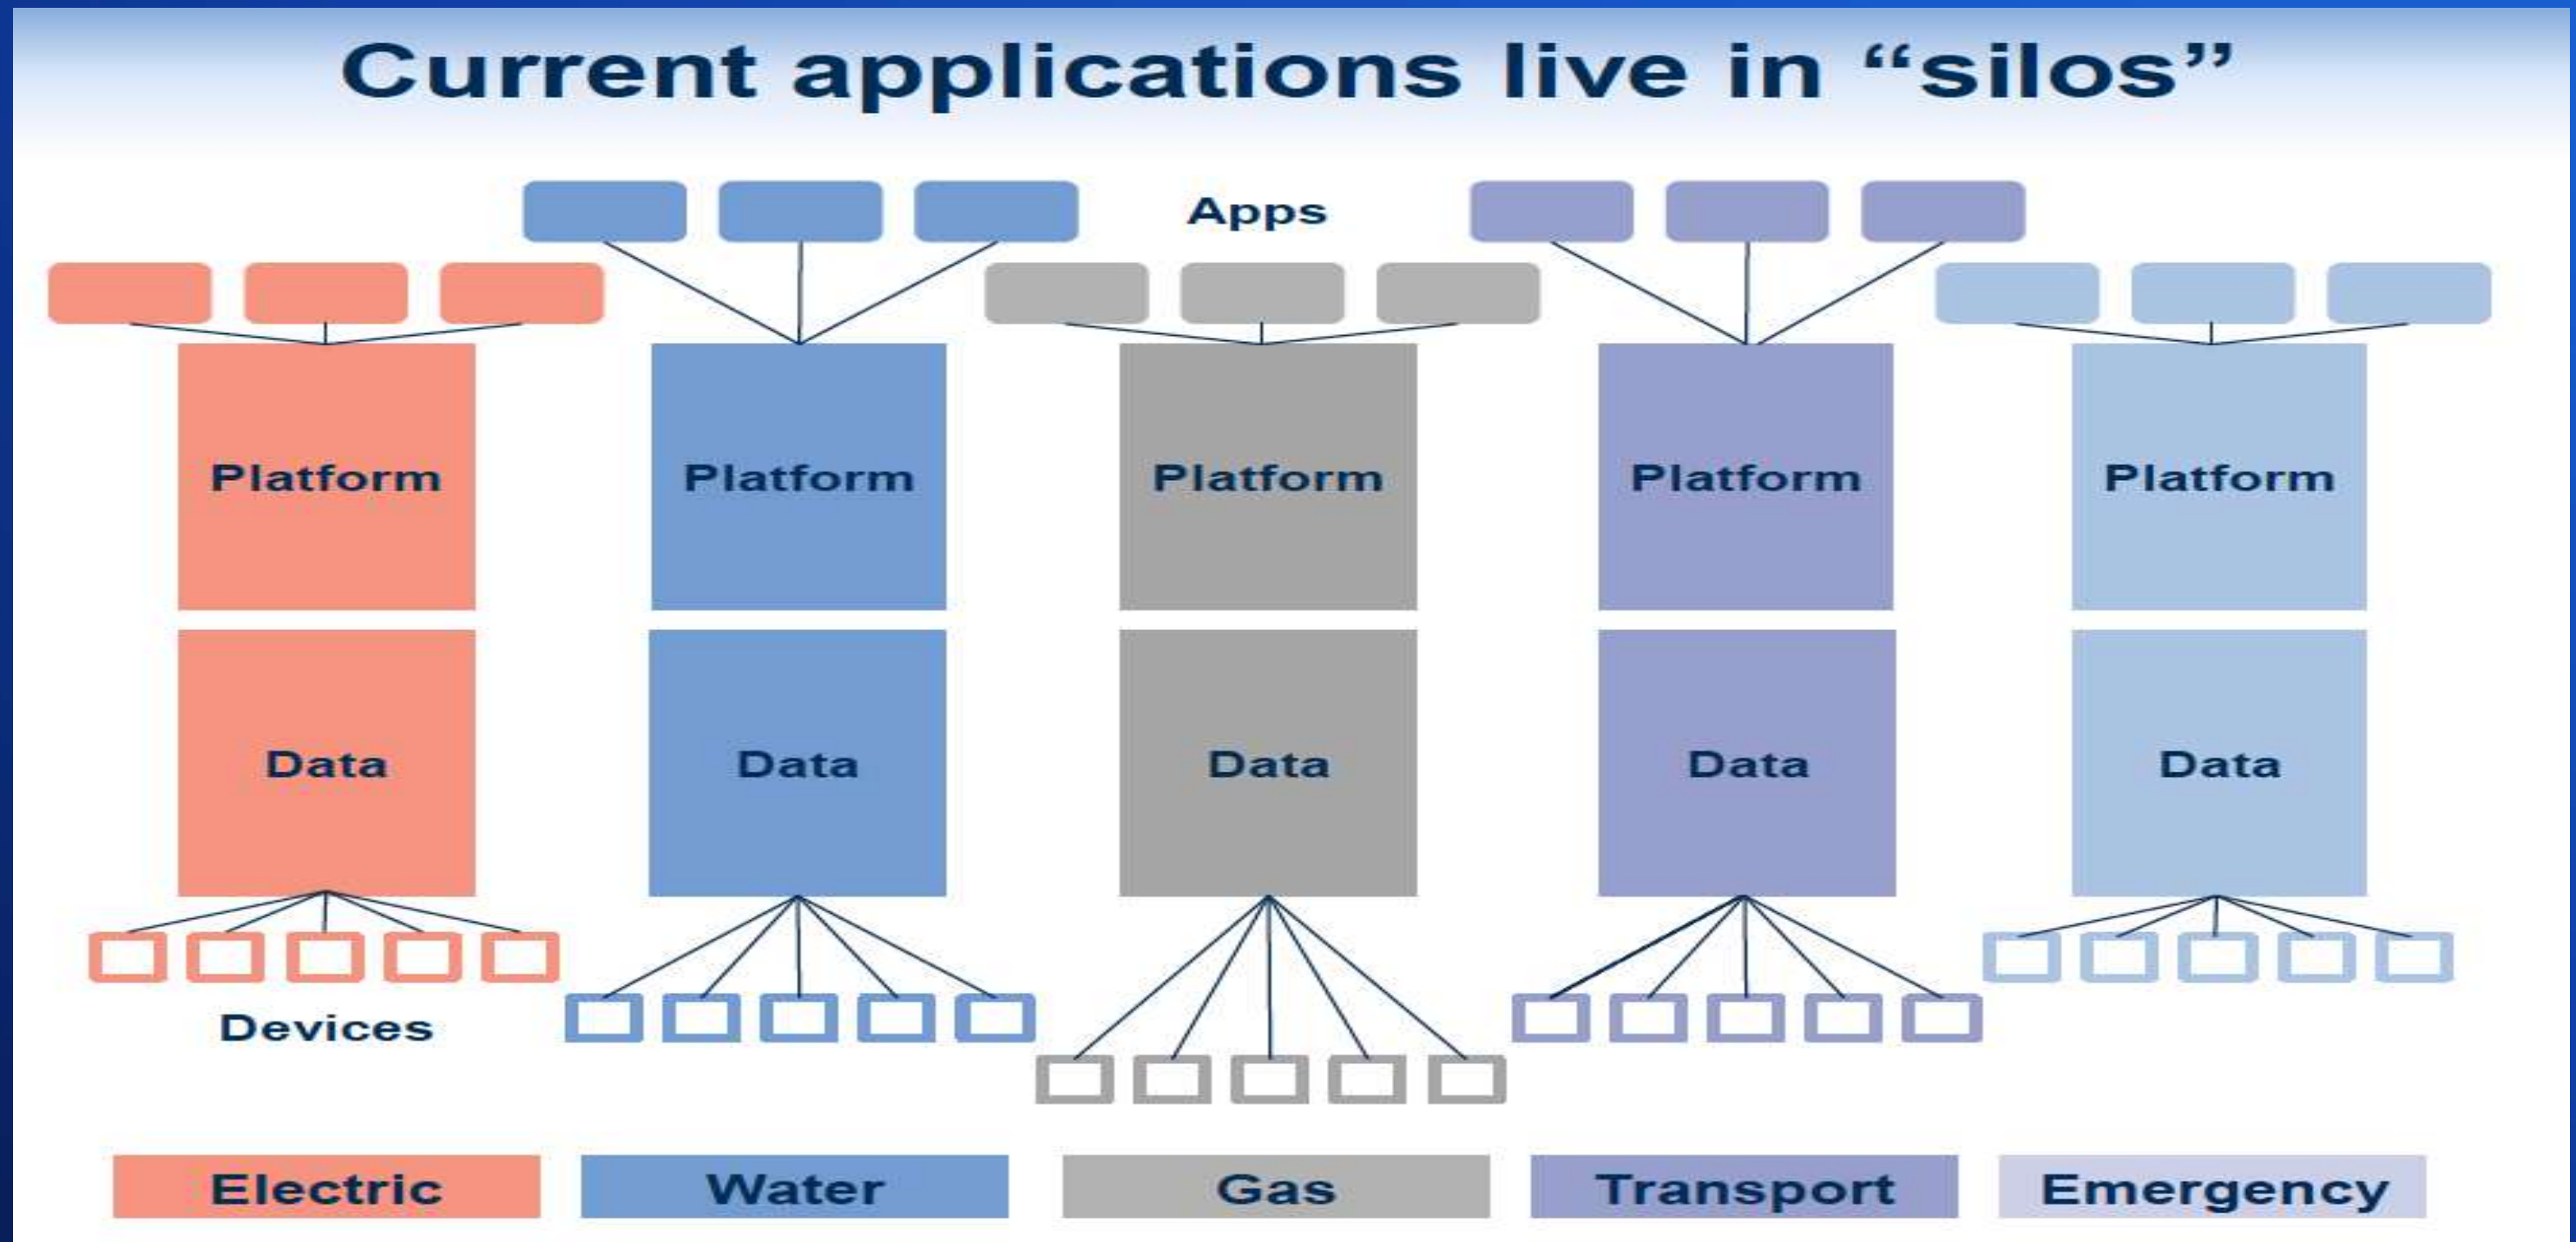 Current applications live in “silos”
Apps
Platform Platform Platform Platform Platform
Data Data Data Data Data
Devices
Electric Water Gas Transport Emergency